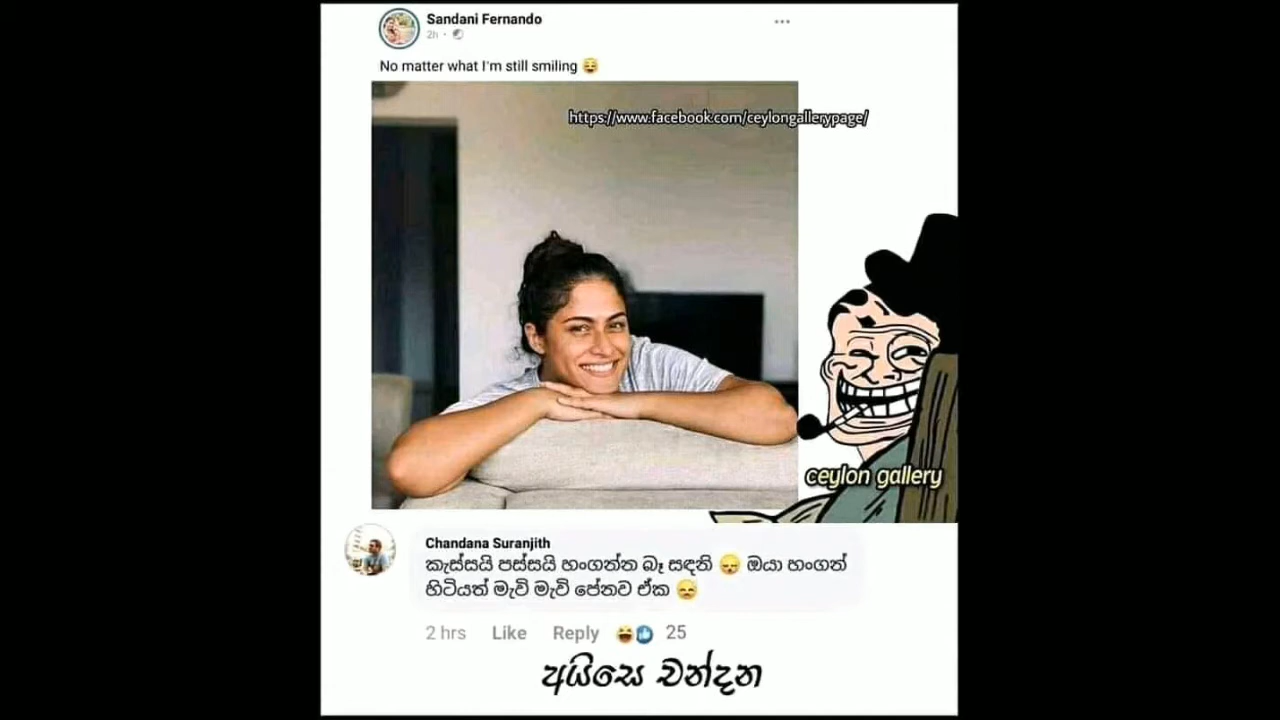 Sandani Fernando
2h
No matter what I'm still smiling 😄
https://www.facebook.com/ceylongallerypage/
ceylon gallery
Chandana Suranjith
කැස්සයි පස්සයි හංගන්න බෑ සඳනි 😞 ඔයා හංගන්
හිටියත් මැවි මැවි පේනව ඒක 😞
2 hrs Like Reply 25
අයිසෙ චන්දන